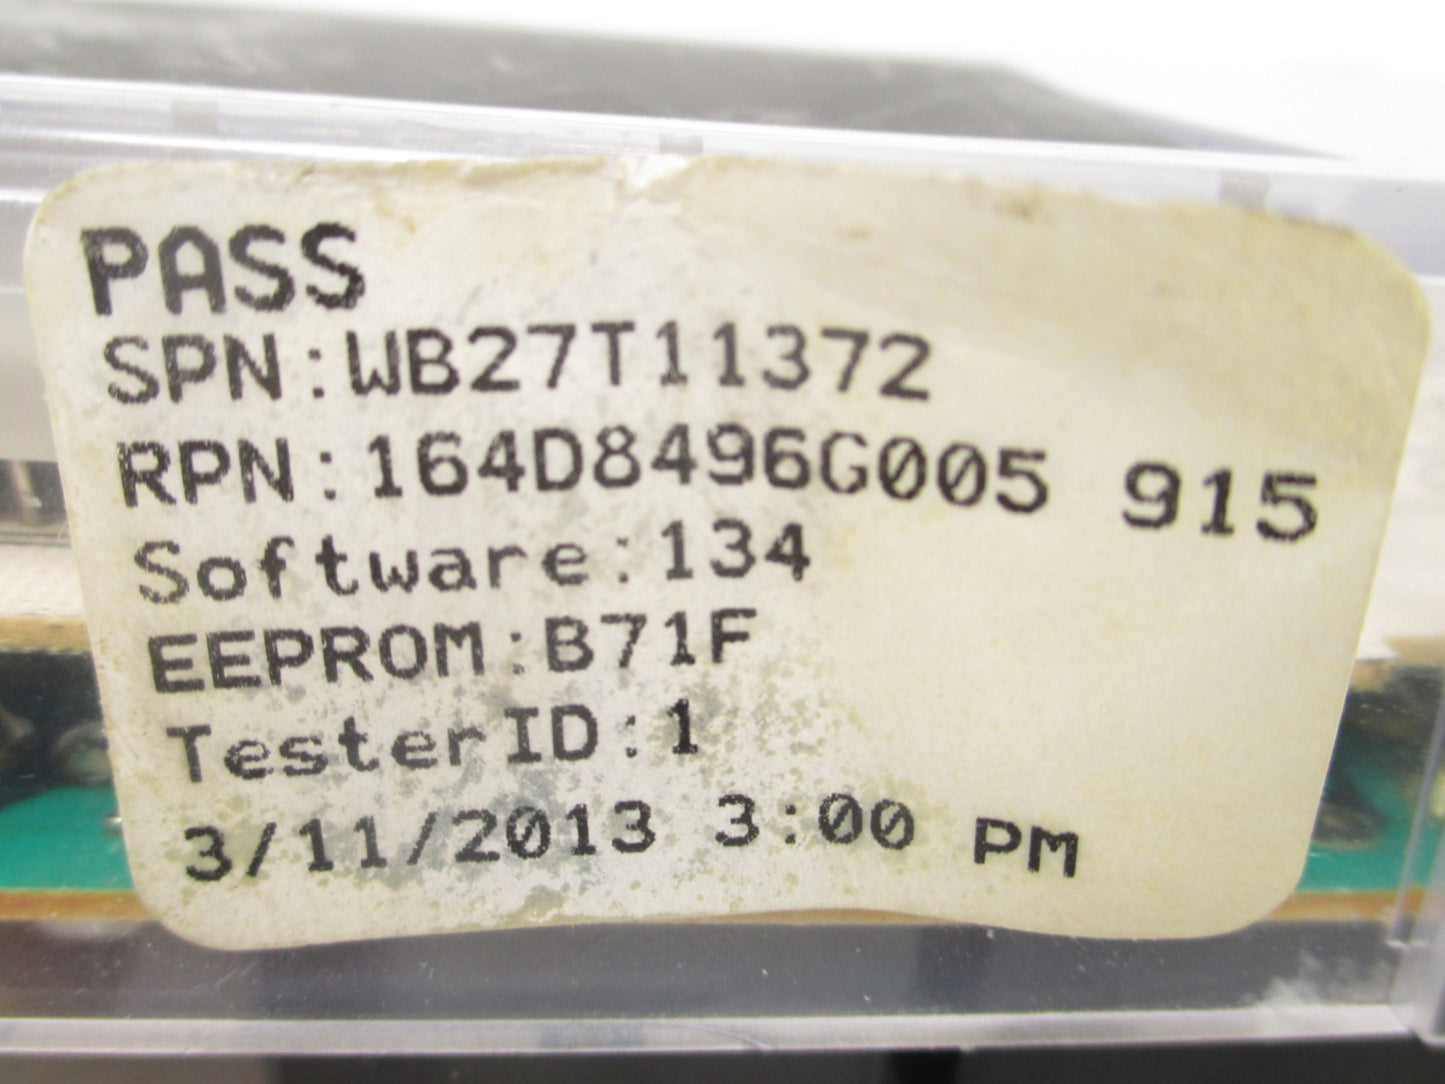 PASS
SPN:WB27T11372
RPN:164D8496G005 915
Software:134
EEPROM:B71F
TesterID:1
3/11/2013 3:00 PM